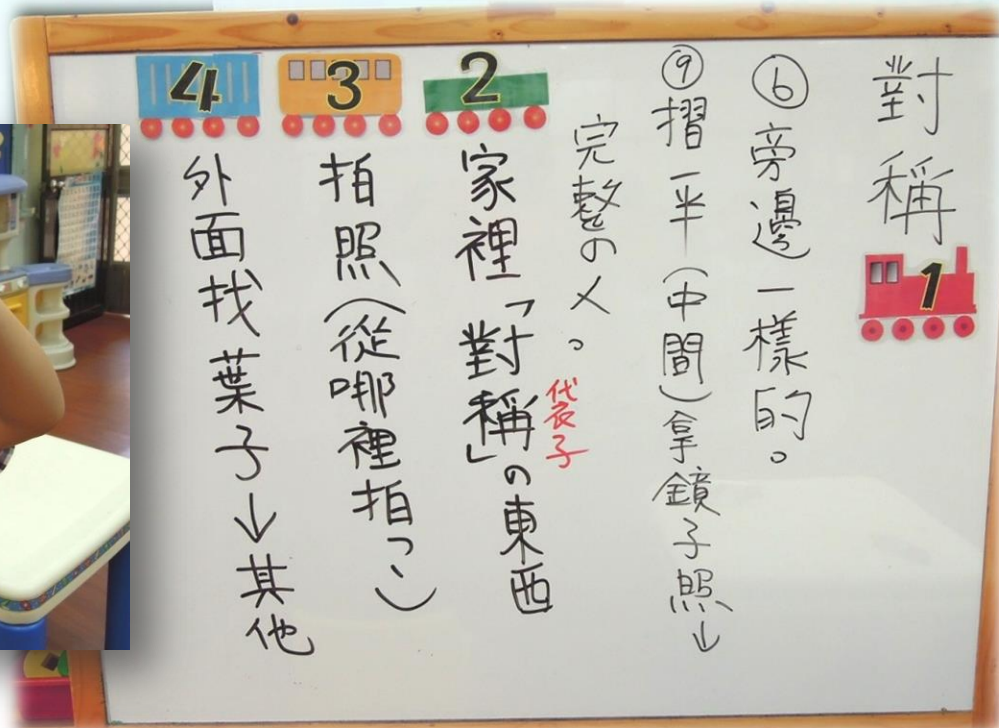 對稱
1
⑥旁邊一樣的。
⑨摺一半(中間)拿鏡子照↓
完整の人。
2
家裡「對稱」の東西
袋子
3
拍照(從哪裡拍?)
4
外面找葉子↓其他